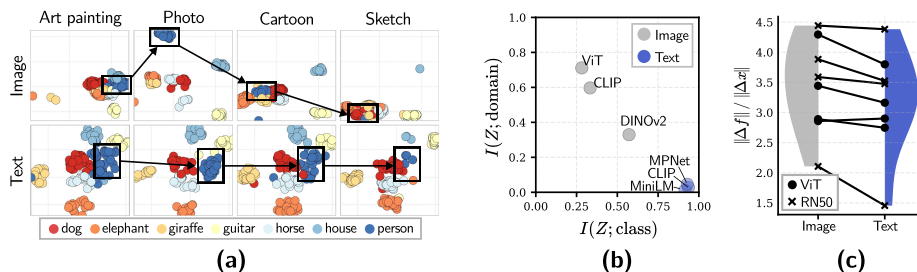 Art painting Photo Cartoon Sketch
Image
Text
dog elephant giraffe guitar horse house person
(a)
I(Z; domain)
1.0
0.8
0.6
0.4
0.2
0.0
0.00 0.25 0.50 0.75 1.00
I(Z; class)
Image
Text
ViT
CLIP
DINOv2
MPNet
CLIP
MiniLM
(b)
‖Δf‖ / ‖Δx‖
4.5
4.0
3.5
3.0
2.5
2.0
1.5
ViT
RN50
Image Text
(c)